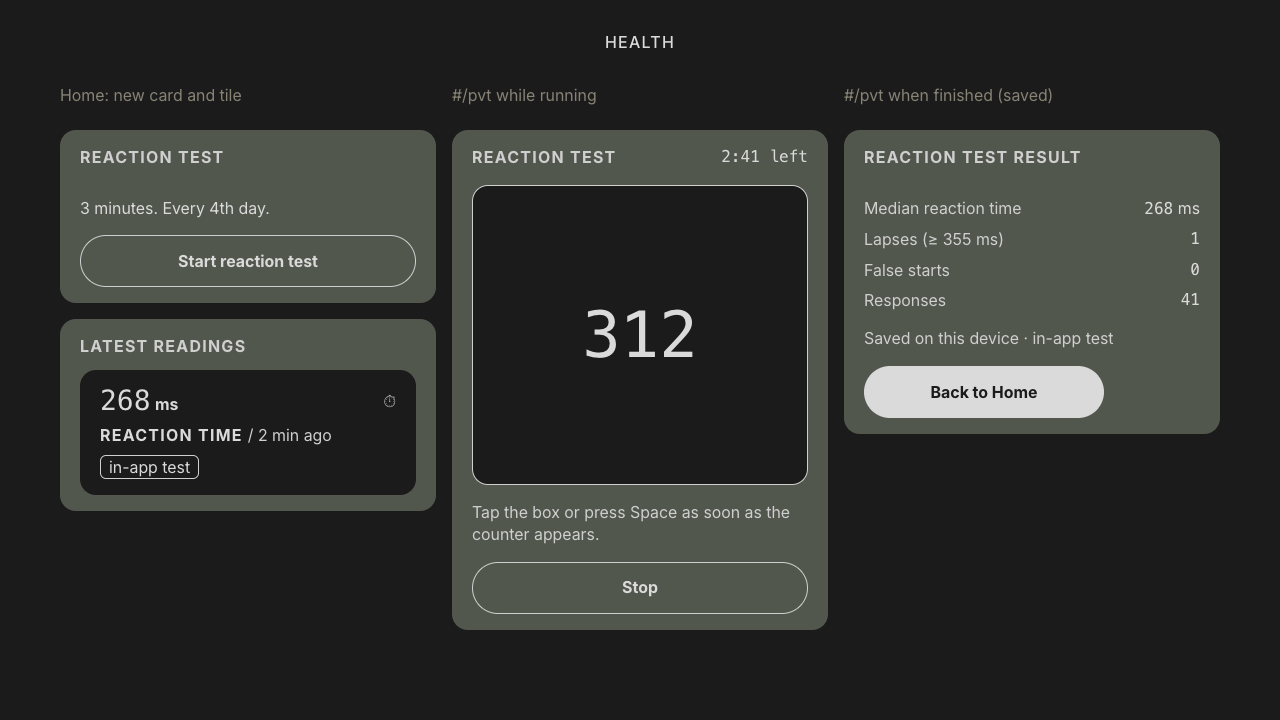 HEALTH
Home: new card and tile
REACTION TEST
3 minutes. Every 4th day.
Start reaction test
LATEST READINGS
268 ms
REACTION TIME / 2 min ago
in-app test
#/pvt while running
REACTION TEST 2:41 left
312
Tap the box or press Space as soon as the
counter appears.
Stop
#/pvt when finished (saved)
REACTION TEST RESULT
Median reaction time 268 ms
Lapses (≥ 355 ms) 1
False starts 0
Responses 41
Saved on this device · in-app test
Back to Home